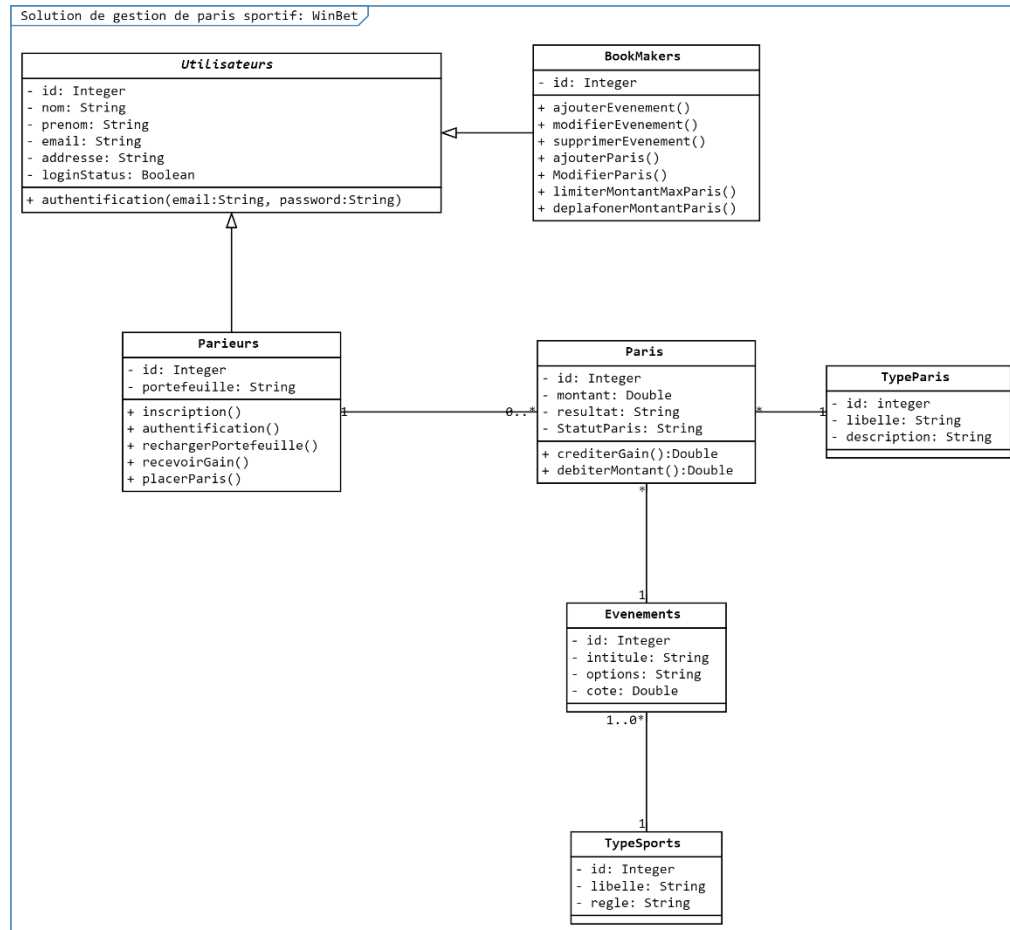 Solution de gestion de paris sportif: WinBet
Utilisateurs
- id: Integer
- nom: String
- prenom: String
- email: String
- addresse: String
- loginStatus: Boolean
+ authentification(email:String, password:String)
BookMakers
- id: Integer
+ ajouterEvenement()
+ modifierEvenement()
+ supprimerEvenement()
+ ajouterParis()
+ ModifierParis()
+ limiterMontantMaxParis()
+ deplafonerMontantParis()
Parieurs
- id: Integer
- portefeuille: String
+ inscription()
+ authentification()
+ rechargerPortefeuille()
+ recevoirGain()
+ placerParis()
1
0..*
Paris
- id: Integer
- montant: Double
- resultat: String
- StatutParis: String
+ crediterGain():Double
+ debiterMontant():Double
*
1
TypeParis
- id: integer
- libelle: String
- description: String
*
1
Evenements
- id: Integer
- intitule: String
- options: String
- cote: Double
1..0*
1
TypeSports
- id: Integer
- libelle: String
- regle: String